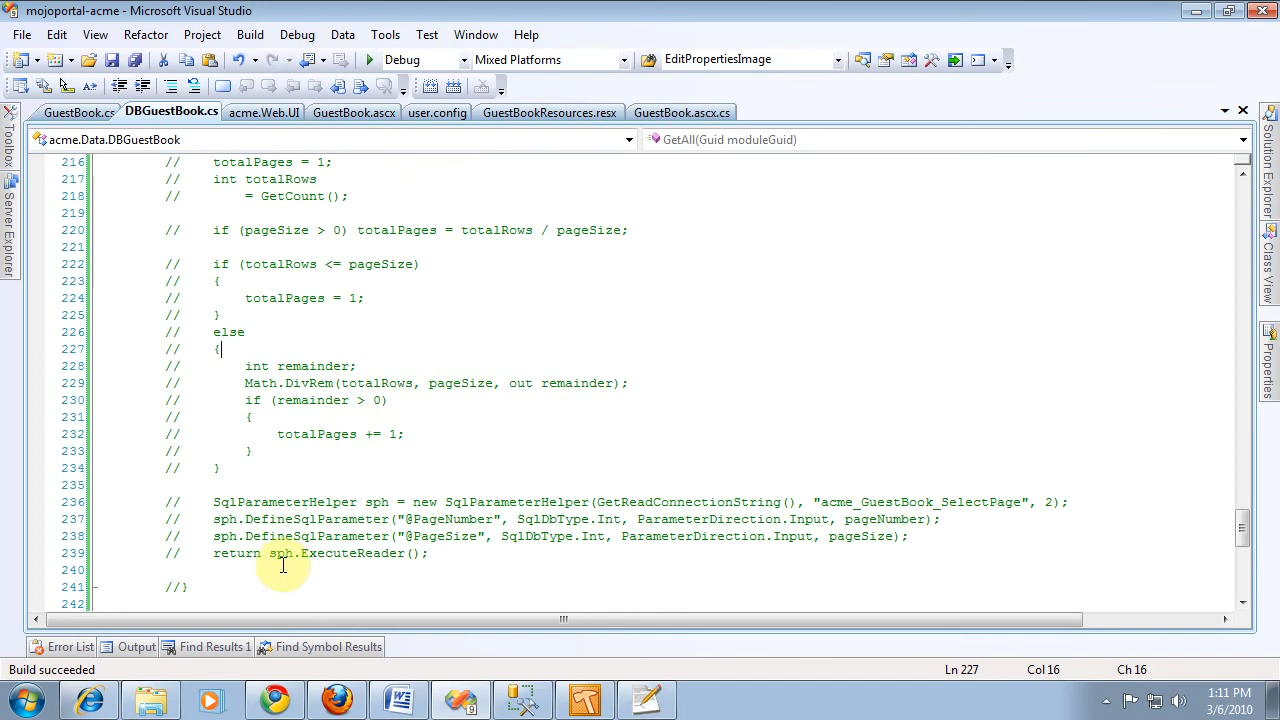 mojoportal-acme - Microsoft Visual Studio
File Edit View Refactor Project Build Debug Data Tools Test Window Help
Debug Mixed Platforms EditPropertiesImage
GuestBook.cs DBGuestBook.cs acme.Web.UI GuestBook.ascx user.config GuestBookResources.resx GuestBook.ascx.cs
acme.Data.DBGuestBook GetAll(Guid moduleGuid)
216 // totalPages = 1;
217 // int totalRows
218 // = GetCount();
219
220 // if (pageSize > 0) totalPages = totalRows / pageSize;
221
222 // if (totalRows <= pageSize)
223 // {
224 // totalPages = 1;
225 // }
226 // else
227 // {
228 // int remainder;
229 // Math.DivRem(totalRows, pageSize, out remainder);
230 // if (remainder > 0)
231 // {
232 // totalPages += 1;
233 // }
234 // }
235
236 // SqlParameterHelper sph = new SqlParameterHelper(GetReadConnectionString(), "acme_GuestBook_SelectPage", 2);
237 // sph.DefineSqlParameter("@PageNumber", SqlDbType.Int, ParameterDirection.Input, pageNumber);
238 // sph.DefineSqlParameter("@PageSize", SqlDbType.Int, ParameterDirection.Input, pageSize);
239 // return sph.ExecuteReader();
240
241 //}
242
Toolbox
Server Explorer
Solution Explorer
Class View
Properties
Error List Output Find Results 1 Find Symbol Results
Build succeeded Ln 227 Col 16 Ch 16
1:11 PM
3/6/2010